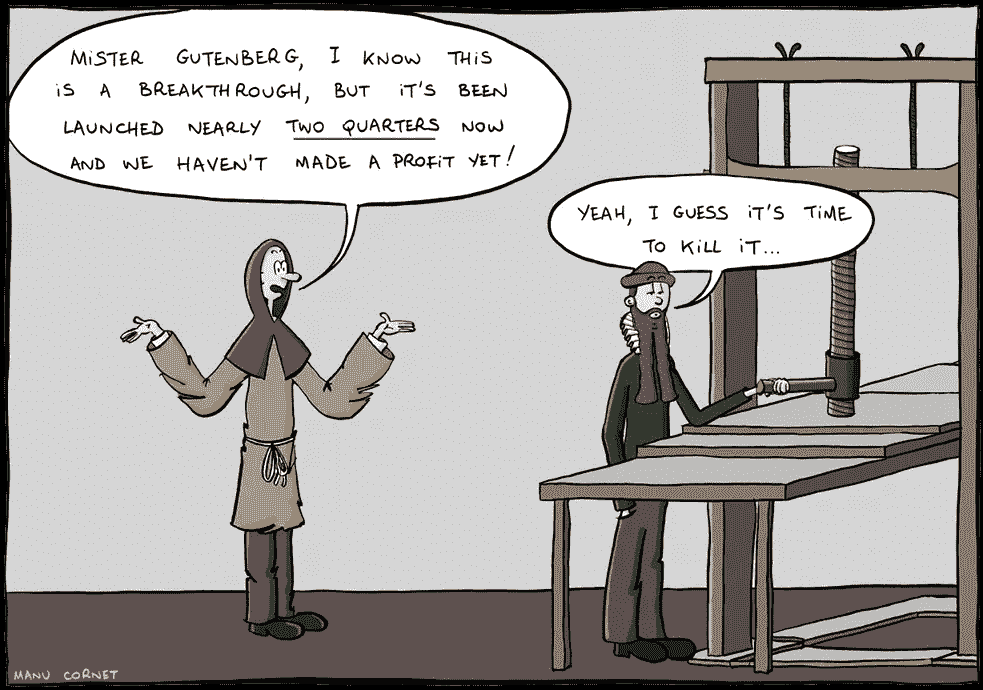 MISTER GUTENBERG, I KNOW THIS
IS A BREAKTHROUGH, BUT IT'S BEEN
LAUNCHED NEARLY TWO QUARTERS NOW
AND WE HAVEN'T MADE A PROFIT YET!
YEAH, I GUESS IT'S TIME
TO KILL IT...
MANU CORNET